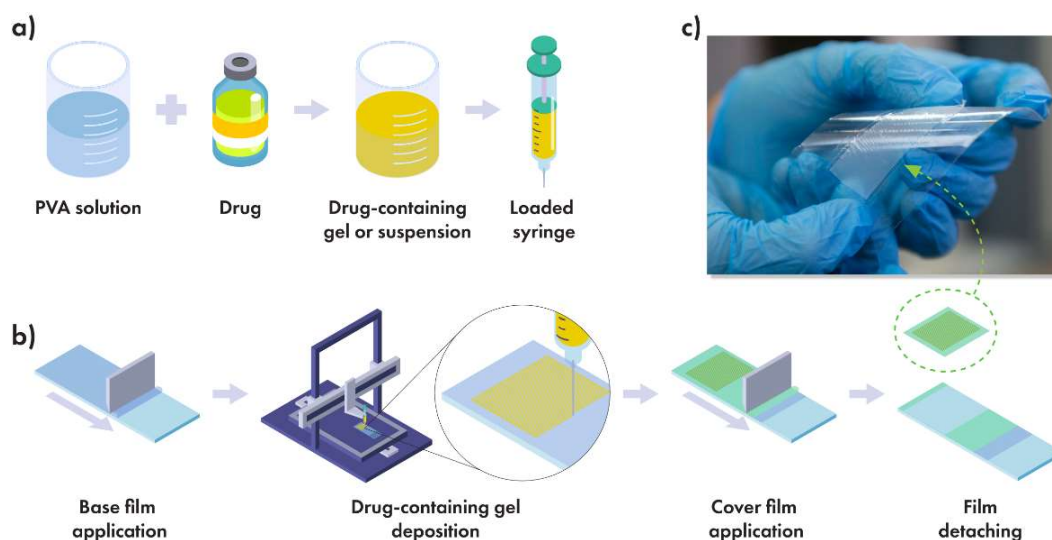 a)
c)
PVA solution
Drug
Drug-containing
gel or suspension
Loaded
syringe
b)
Base film
application
Drug-containing gel
deposition
Cover film
application
Film
detaching